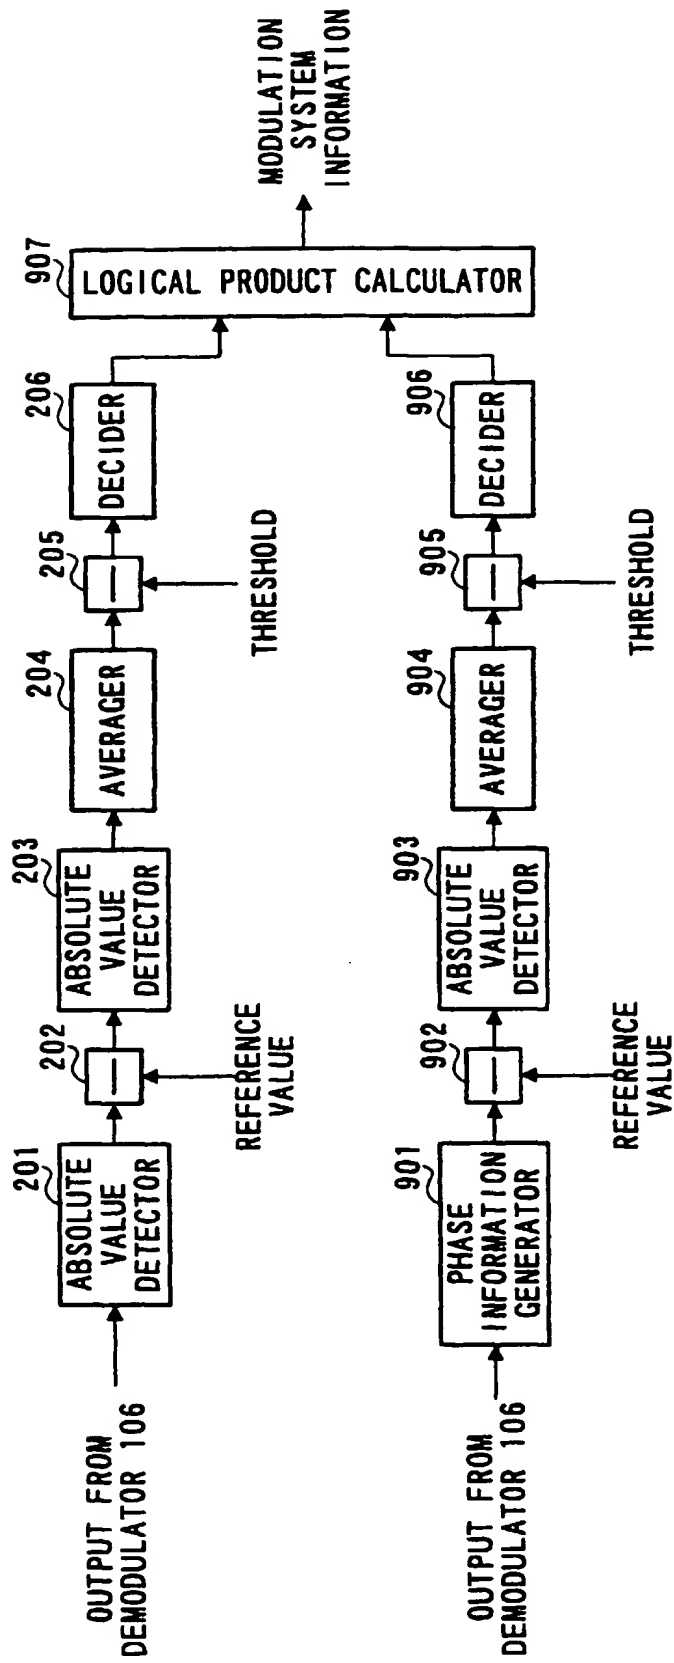 OUTPUT FROM
DEMODULATOR 106
201
ABSOLUTE
VALUE
DETECTOR
202
REFERENCE
VALUE
203
ABSOLUTE
VALUE
DETECTOR
204
AVERAGER
205
THRESHOLD
206
DECIDER
OUTPUT FROM
DEMODULATOR 106
901
PHASE
INFORMATION
GENERATOR
902
REFERENCE
VALUE
903
ABSOLUTE
VALUE
DETECTOR
904
AVERAGER
905
THRESHOLD
906
DECIDER
907
LOGICAL PRODUCT CALCULATOR
MODULATION
SYSTEM
INFORMATION